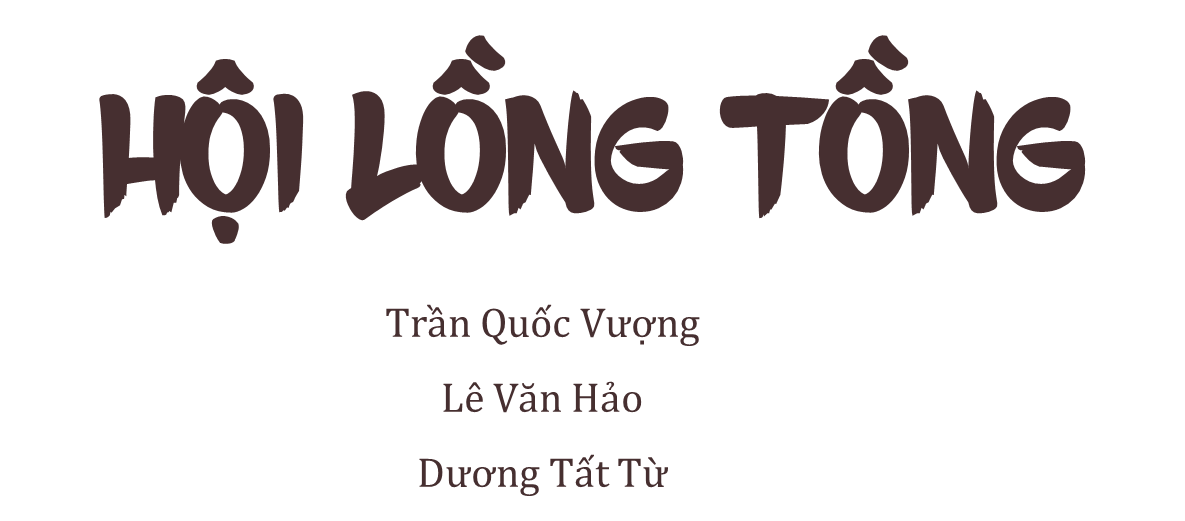 HỘI LỒNG TỒNG
Trần Quốc Vượng
Lê Văn Hảo
Dương Tất Từ